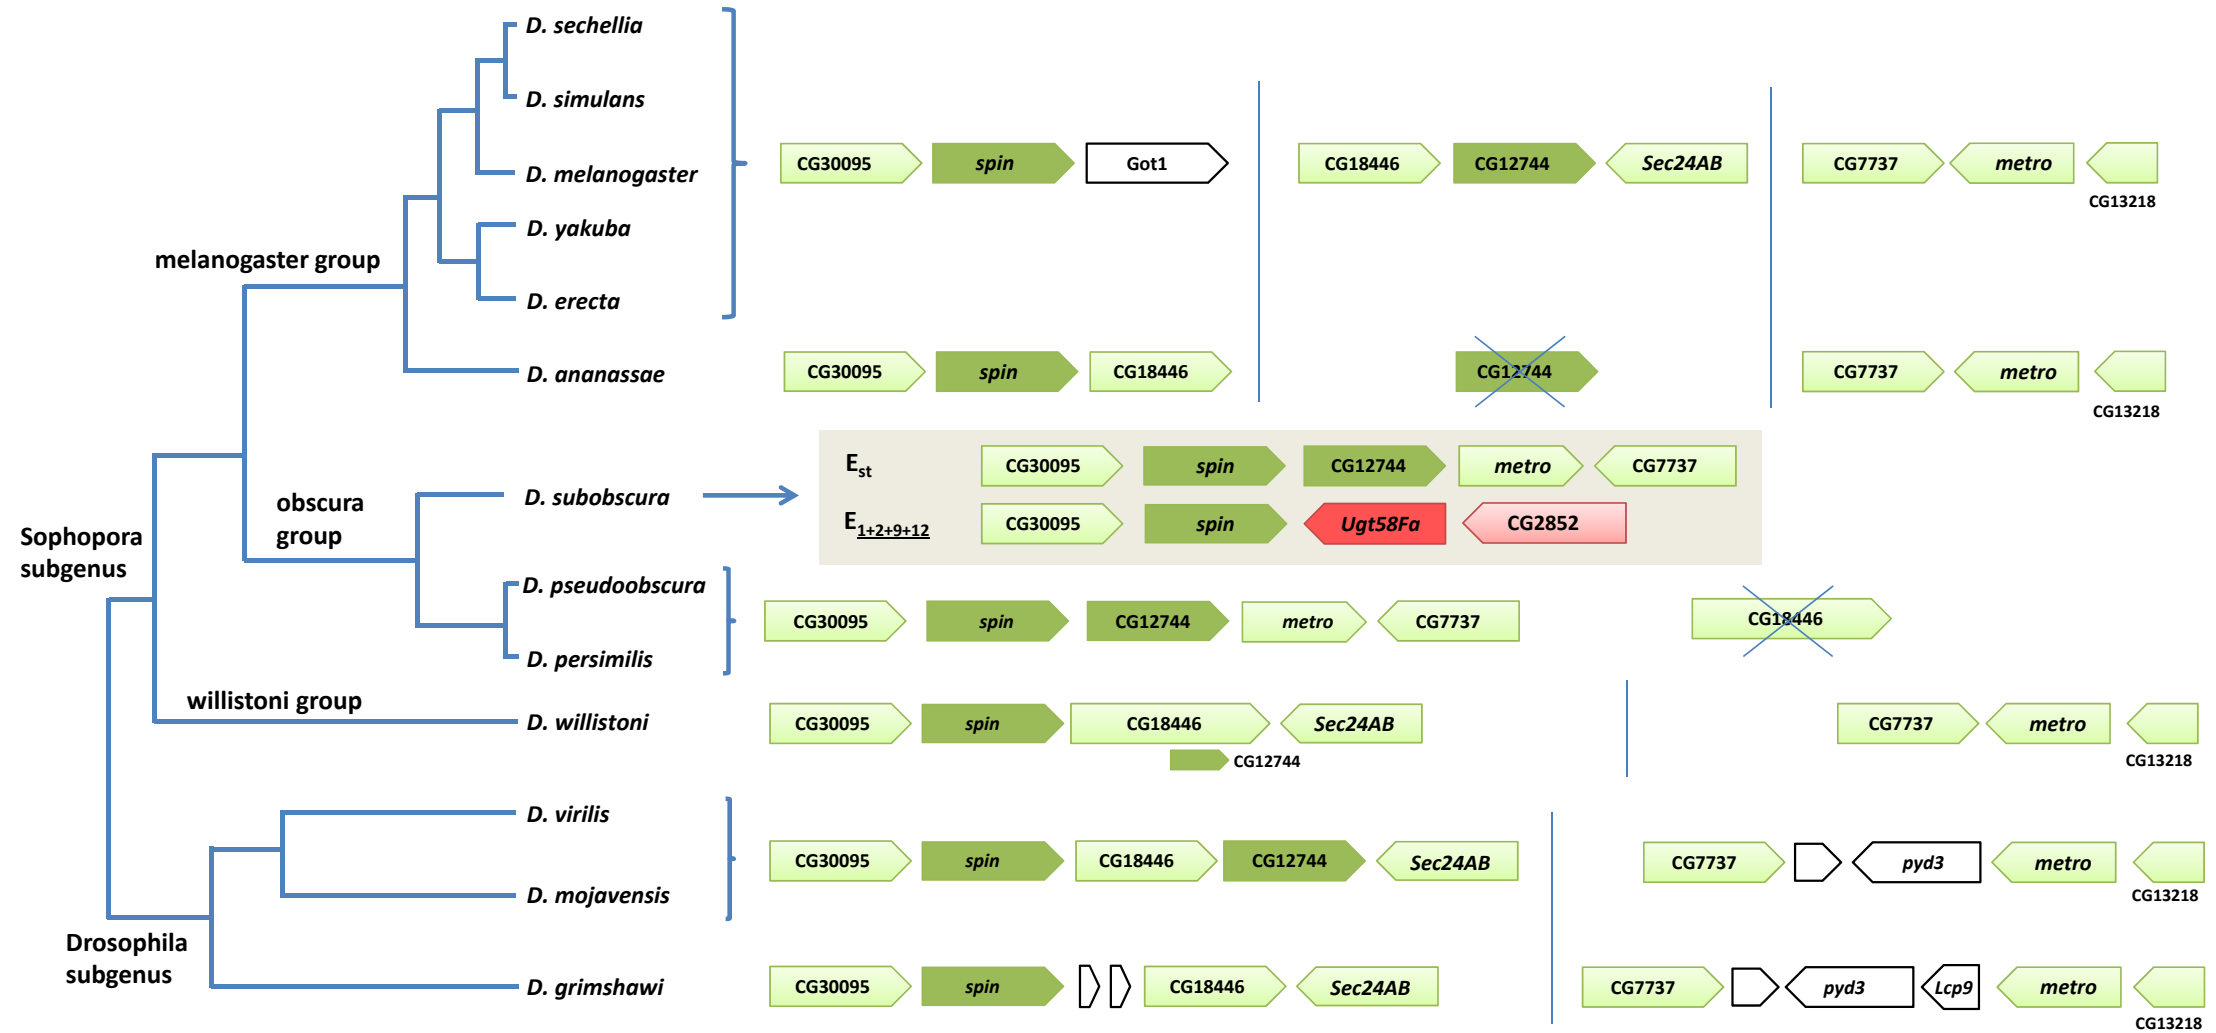 D. sechellia
D. simulans
D. melanogaster
CG30095 spin Got1 CG18446 CG12744 Sec24AB CG7737 metro
CG13218
D. yakuba
melanogaster group
D. erecta
D. ananassae
CG30095 spin CG18446 CG12744 CG7737 metro
CG13218
obscura
group
D. subobscura
Est CG30095 spin CG12744 metro CG7737
E1+2+9+12 CG30095 spin Ugt58Fa CG2852
Sophopora
subgenus
D. pseudoobscura
CG30095 spin CG12744 metro CG7737 CG18446
D. persimilis
willistoni group
D. willistoni
CG30095 spin CG18446 Sec24AB CG7737 metro
CG12744 CG13218
D. virilis
CG30095 spin CG18446 CG12744 Sec24AB CG7737 pyd3 metro
CG13218
D. mojavensis
Drosophila
subgenus
D. grimshawi
CG30095 spin CG18446 Sec24AB CG7737 pyd3 Lcp9 metro
CG13218